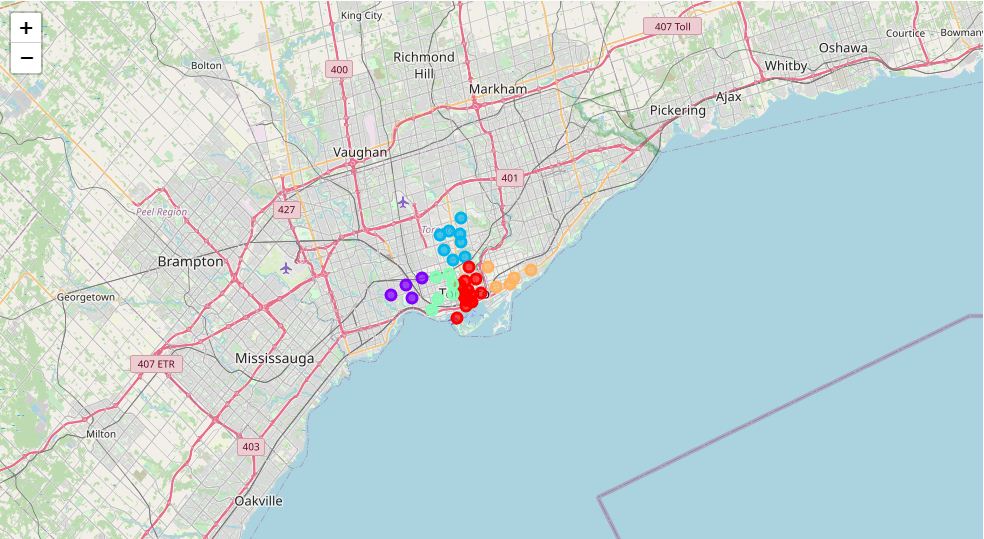 +
−
King City
407 Toll
Courtice
Bowman
Oshawa
Richmond
Hill
Bolton
400
Whitby
Markham
Ajax
Pickering
Vaughan
401
427
Peel Region
Brampton
Georgetown
Mississauga
407 ETR
Milton
403
Oakville